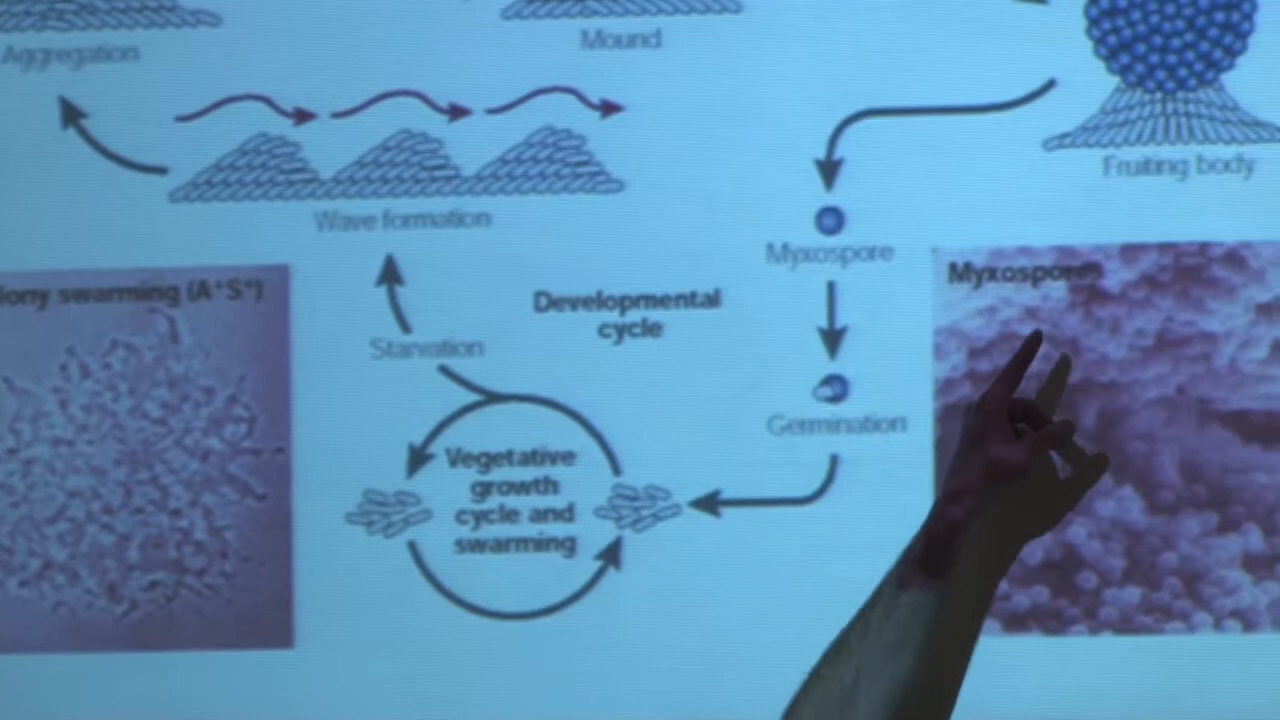 Aggregation
Mound
Fruiting body
Wave formation
Myxospore
lony swarming (A⁺S⁺)
Developmental
cycle
Myxospores
Starvation
Germination
Vegetative
growth
cycle and
swarming